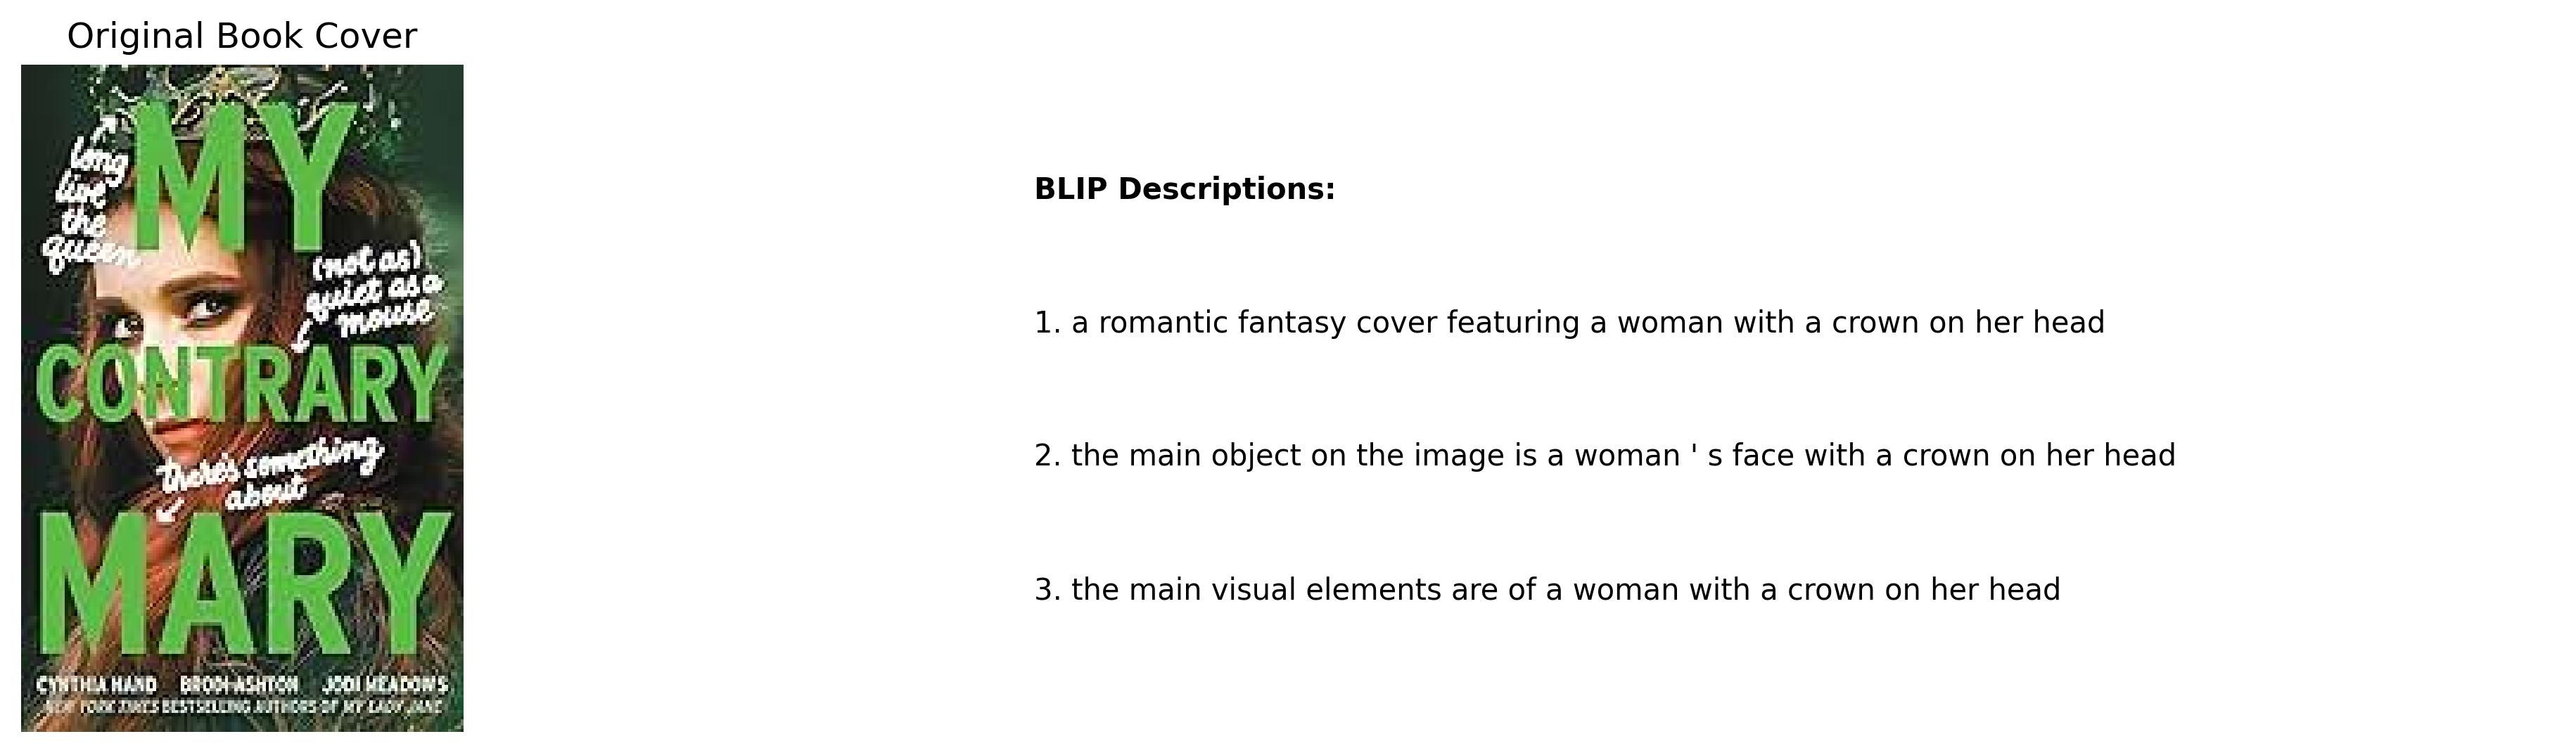 Original Book Cover
MY
long
live
the
queen
(not as)
quiet as a
mouse
CONTRARY
there's something
about
MARY
CYNTHIA HAND BRODI ASHTON JODI MEADOWS
NEW YORK TIMES BESTSELLING AUTHORS OF MY LADY JANE
BLIP Descriptions:
1. a romantic fantasy cover featuring a woman with a crown on her head
2. the main object on the image is a woman ' s face with a crown on her head
3. the main visual elements are of a woman with a crown on her head